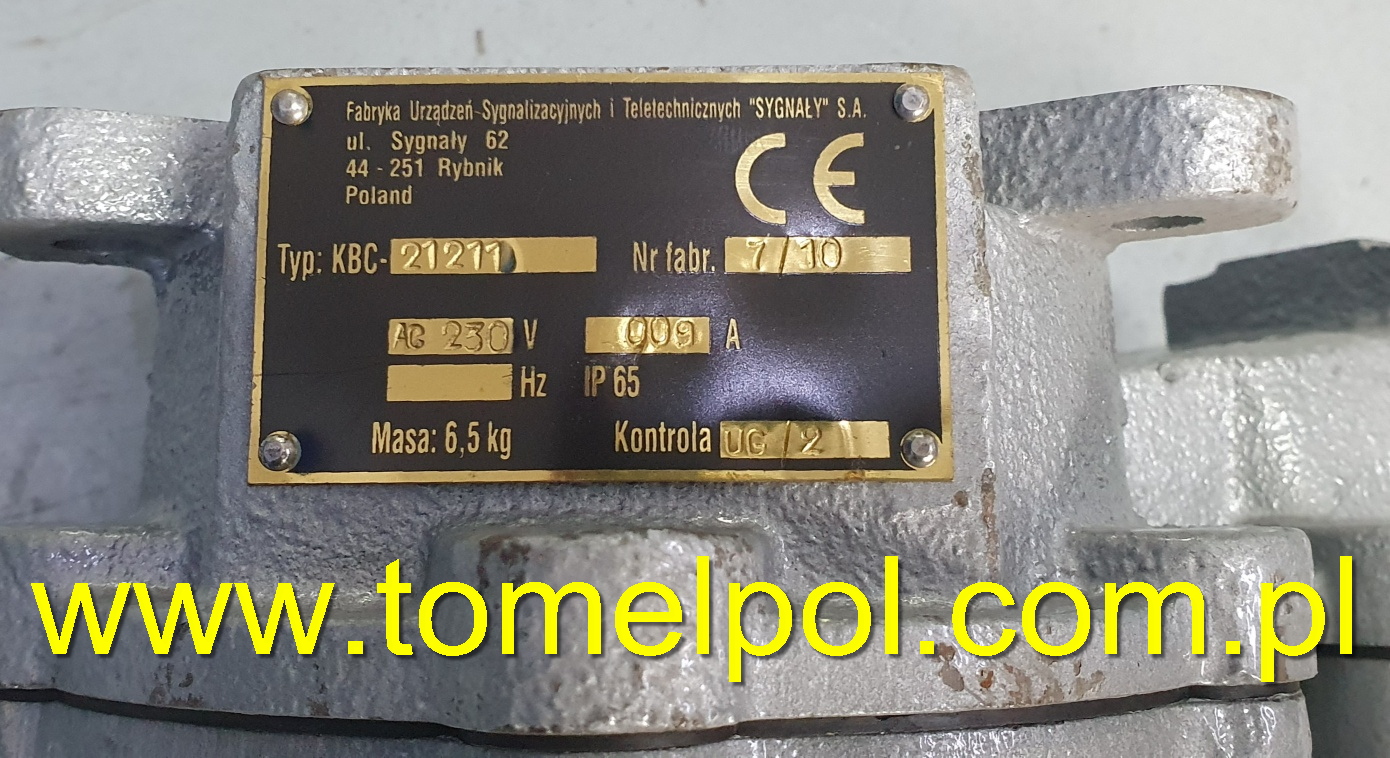 Fabryka Urządzeń Sygnalizacyjnych i Teletechnicznych "SYGNAŁY" S.A.
ul. Sygnały 62
44 - 251 Rybnik
Poland
CE
Typ: KBC- 21211 Nr fabr. 7/10
AC 230 V 009 A
Hz IP 65
Masa: 6,5 kg Kontrola UG/2
www.tomelpol.com.pl